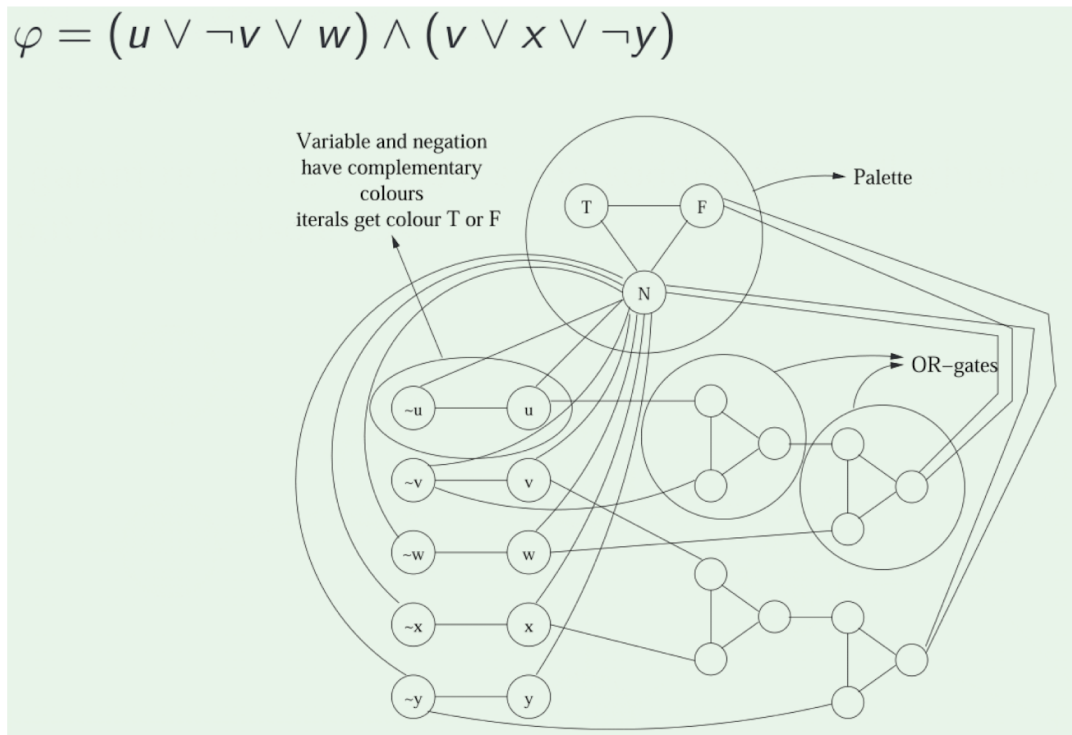 φ = (u ∨ ¬v ∨ w) ∧ (v ∨ x ∨ ¬y)
Variable and negation
have complementary
colours
iterals get colour T or F
Palette
T
F
N
OR−gates
~u
u
~v
v
~w
w
~x
x
~y
y